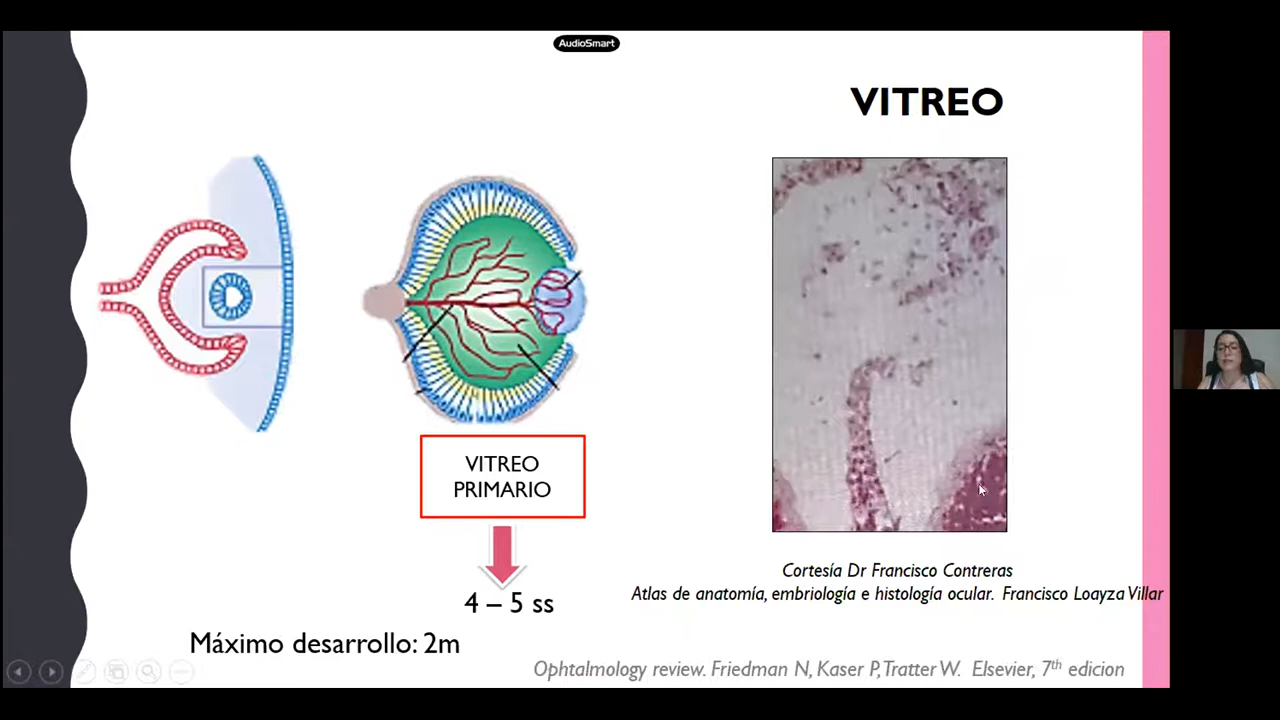 AudioSmart
VITREO
VITREO
PRIMARIO
4 – 5 ss
Máximo desarrollo: 2m
Cortesía Dr Francisco Contreras
Atlas de anatomía, embriología e histología ocular. Francisco Loayza Villar
Ophtalmology review. Friedman N, Kaser P, Tratter W. Elsevier, 7th edicion